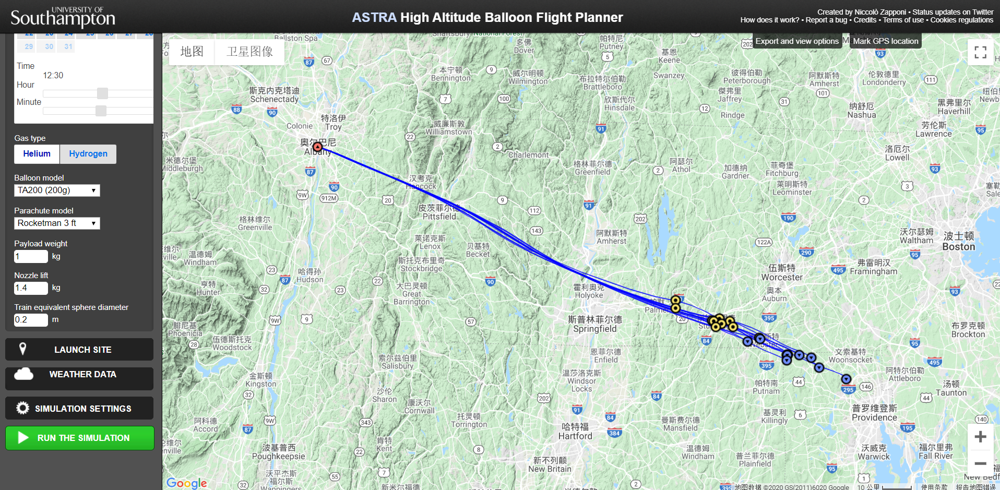 UNIVERSITY OF
Southampton
ASTRA High Altitude Balloon Flight Planner
Created by Niccolò Zapponi • Status updates on Twitter
How does it work? • Report a bug • Credits • Terms of use • Cookies regulations
29 30 31
Time
12:30
Hour
Minute
Gas type
Helium Hydrogen
Balloon model
TA200 (200g)
Parachute model
Rocketman 3 ft
Payload weight
1 kg
Nozzle lift
1.4 kg
Train equivalent sphere diameter
0.2 m
LAUNCH SITE
WEATHER DATA
SIMULATION SETTINGS
RUN THE SIMULATION
地图 卫星图像
Export and view options
Mark GPS location
Ballston Spa
多佛
Dover
帕特尼
Putney
基恩
Keene
Swanzey
本宁顿
Bennington
威尔明顿
Wilmington
布拉特尔伯勒
Brattleboro
彼得伯勒
Peterborough
阿默斯特
Amherst
伦敦德里
Londonderry
斯克内克塔迪
Schenectady
欣斯代尔
Hinsdale
傑弗里
Jaffrey
Rindge
纳舒厄
Nashua
黑弗里尔
Haverhill
特洛伊
Troy
Colonie
威廉斯敦
Williamstown
劳伦斯
Lawrence
奥尔巴尼
Albany
Charlemont
洛厄尔
Lowell
米德尔堡
Middleburgh
格林菲尔德
Greenfield
阿瑟尔
Athol
加德纳
Gardner
菲奇堡
Fitchburg
莱明斯特
Leominster
汉考克
Hancock
皮茨菲尔德
Pittsfield
格林维尔
Greenville
莱诺克斯
Lenox
贝基特
Becket
阿默斯特
Amherst
沃尔瑟姆
Waltham
波士顿
Boston
温德姆
Windham
斯托克布里奇
Stockbridge
弗雷明汉
Framingham
伍斯特
Worcester
哈得孙
Hudson
亨特
Hunter
大巴灵顿
Great
Barrington
霍利奥克
Holyoke
奥本
Auburn
斯普林菲尔德
Springfield
腓尼基
Phoenicia
伍德斯托克
Woodstock
布罗克顿
Brockton
恩菲尔德
Enfield
文索基特
Woonsocket
索尔兹伯里
Salisbury
金斯顿
Kingston
温莎洛克斯
Windsor
Locks
阿特尔伯勒
Attleboro
帕特南
Putnam
汤顿
Taunton
沙伦
Sharon
康沃尔
Cornwall
托灵顿
Torrington
基灵利
Killingly
普罗维登斯
Providence
阿科德
Accord
哈特福
Hartford
曼斯费尔德
Mansfield
肯特
Kent
波基普西
Poughkeepsie
温德姆
Windham
普兰菲尔德
Plainfield
沃威克
Warwick
福尔里弗
Fall River
新不列颠
New Britain
沃平杰斯
福尔斯
Wappingers
Google
地图数据 ©2020 GS(2011)6020 Google
10 公里
使用条款
报告地图错误